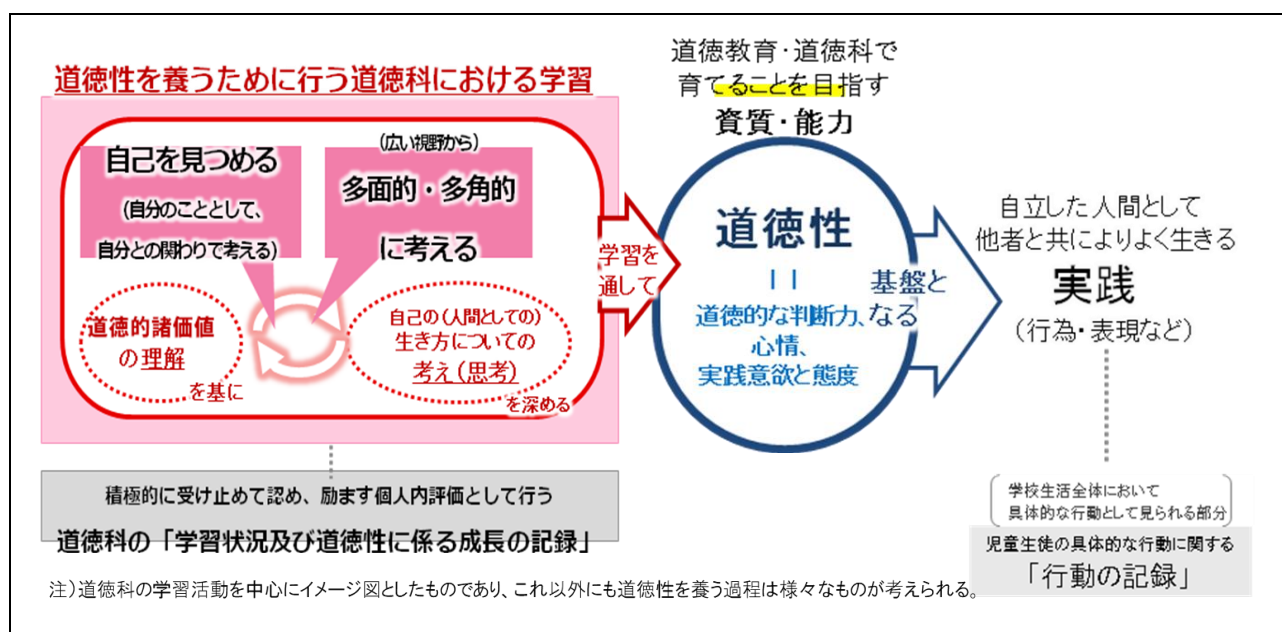 道徳性を養うために行う道徳科における学習
自己を見つめる
(自分のこととして、
自分との関わりで考える)
(広い視野から)
多面的・多角的
に考える
道徳的諸価値
の理解
を基に
自己の(人間としての)
生き方についての
考え(思考)
を深める
学習を
通して
道徳教育・道徳科で
育てることを目指す
資質・能力
道徳性
=
道徳的な判断力、
心情、
実践意欲と態度
基盤と
なる
自立した人間として
他者と共によりよく生きる
実践
(行為・表現など)
積極的に受け止めて認め、励ます個人内評価として行う
道徳科の「学習状況及び道徳性に係る成長の記録」
学校生活全体において
具体的な行動として見られる部分
児童生徒の具体的な行動に関する
「行動の記録」
注)道徳科の学習活動を中心にイメージ図としたものであり、これ以外にも道徳性を養う過程は様々なものが考えられる。